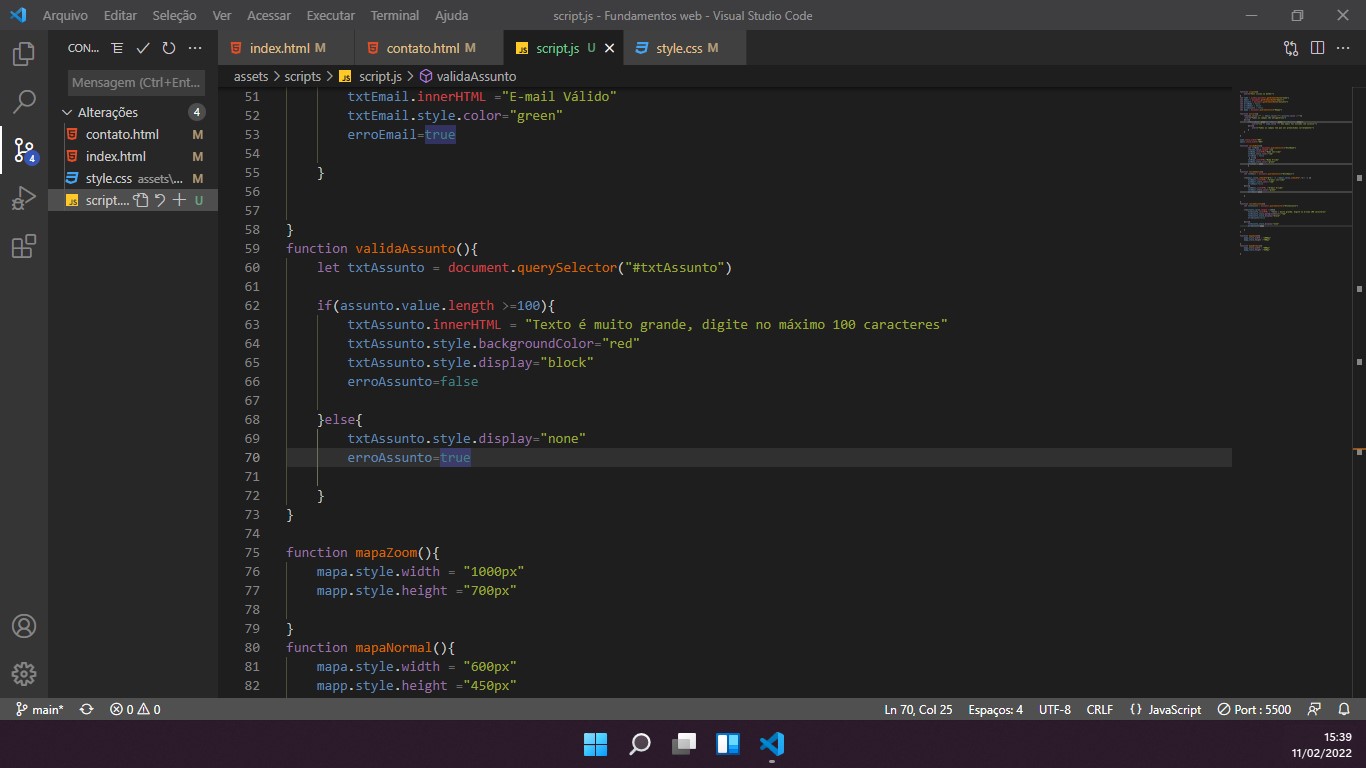 Arquivo Editar Seleção Ver Acessar Executar Terminal Ajuda script.js - Fundamentos web - Visual Studio Code
CON...
index.html M contato.html M JS script.js U style.css M
Mensagem (Ctrl+Ent...
assets > scripts > JS script.js > validaAssunto
Alterações 4
contato.html M
index.html M
style.css assets\... M
JS script.... U
4
51 txtEmail.innerHTML ="E-mail Válido"
52 txtEmail.style.color="green"
53 erroEmail=true
54
55 }
56
57
58 }
59 function validaAssunto(){
60 let txtAssunto = document.querySelector("#txtAssunto")
61
62 if(assunto.value.length >=100){
63 txtAssunto.innerHTML = "Texto é muito grande, digite no máximo 100 caracteres"
64 txtAssunto.style.backgroundColor="red"
65 txtAssunto.style.display="block"
66 erroAssunto=false
67
68 }else{
69 txtAssunto.style.display="none"
70 erroAssunto=true
71
72 }
73 }
74
75 function mapaZoom(){
76 mapa.style.width = "1000px"
77 mapp.style.height ="700px"
78
79 }
80 function mapaNormal(){
81 mapa.style.width = "600px"
82 mapp.style.height ="450px"
main* 0 0 Ln 70, Col 25 Espaços: 4 UTF-8 CRLF {} JavaScript Port : 5500
15:39
11/02/2022